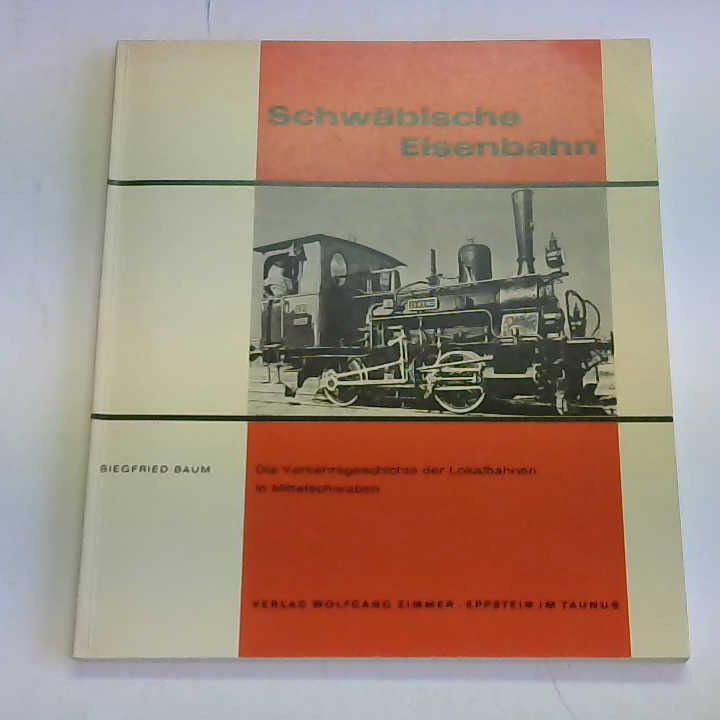 Schwäbische
Eisenbahn
SIEGFRIED BAUM
Die Verkehrsgeschichte der Lokalbahnen
in Mittelschwaben
VERLAG WOLFGANG ZIMMER · EPPSTEIN IM TAUNUS